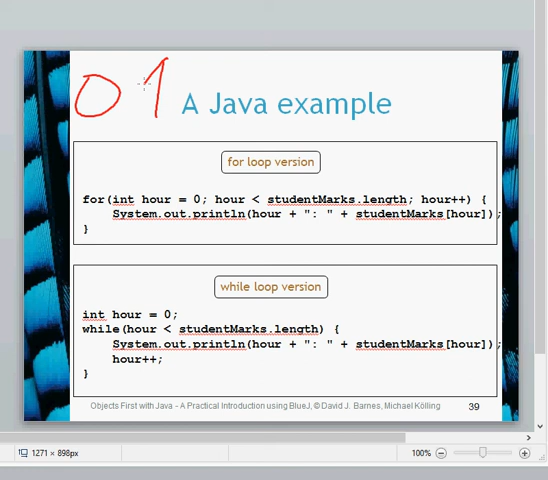 01
A Java example
for loop version
for(int hour = 0; hour < studentMarks.length; hour++) {
System.out.println(hour + ": " + studentMarks[hour]);
}
while loop version
int hour = 0;
while(hour < studentMarks.length) {
System.out.println(hour + ": " + studentMarks[hour]);
hour++;
}
Objects First with Java - A Practical Introduction using BlueJ, © David J. Barnes, Michael Kölling 39
1271 × 898px 100%